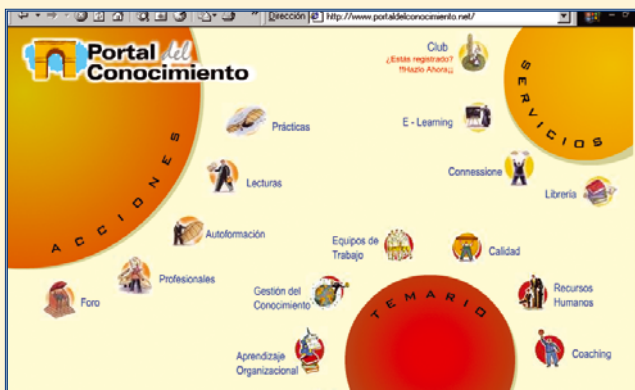 Dirección
http://www.portaldelconocimiento.net/
Portal del
Conocimiento
Club
¿Estás registrado?
!!Hazlo Ahora¡¡
SERVICIOS
E - Learning
Prácticas
Connessione
Lecturas
Librería
ACCIONES
Autoformación
Equipos de
Trabajo
Calidad
Profesionales
Foro
Gestión del
Conocimiento
TEMARIO
Recursos
Humanos
Aprendizaje
Organizacional
Coaching